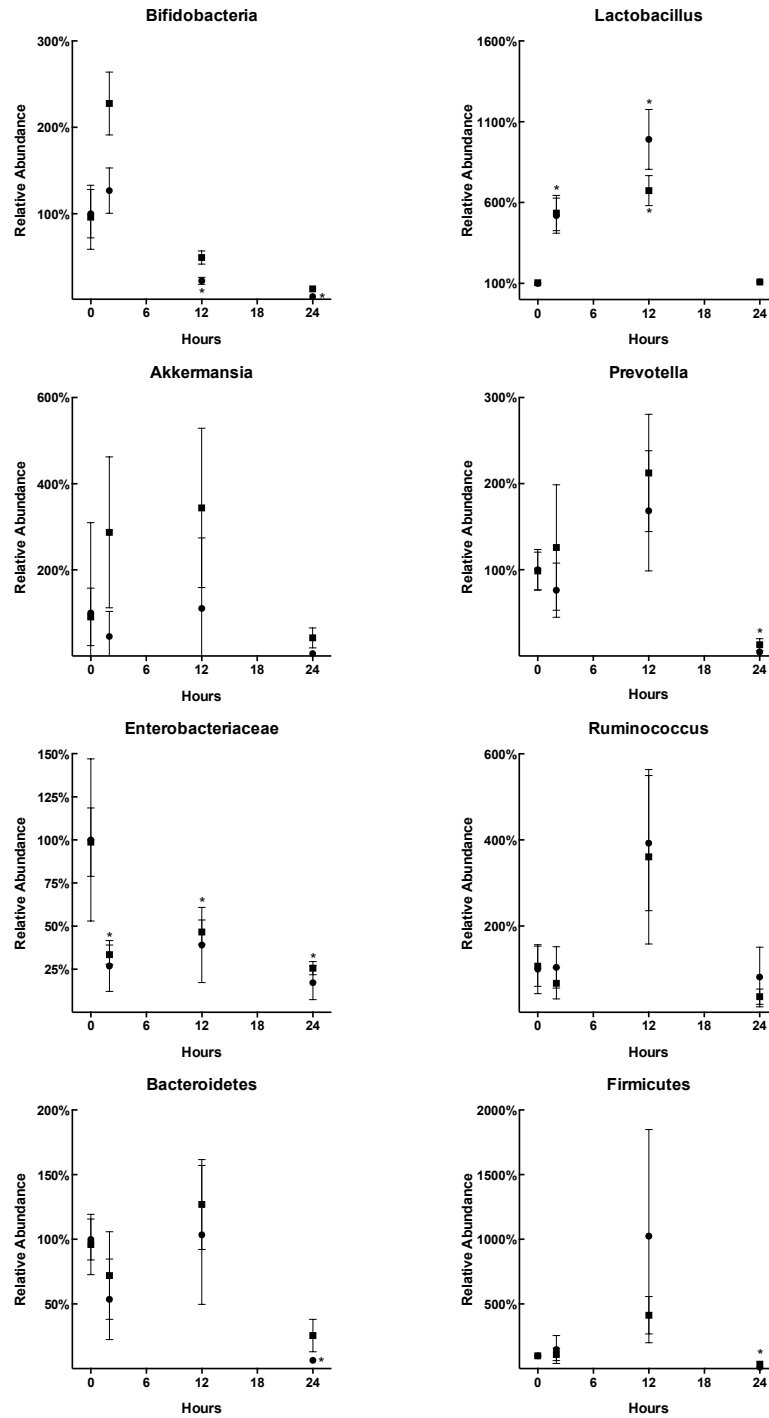 Bifidobacteria
300%
200%
100%
Relative Abundance
*
*
0 6 12 18 24
Hours
Lactobacillus
1600%
1100%
600%
100%
Relative Abundance
*
*
*
0 6 12 18 24
Hours
Akkermansia
600%
400%
200%
Relative Abundance
0 6 12 18 24
Hours
Prevotella
300%
200%
100%
Relative Abundance
*
0 6 12 18 24
Hours
Enterobacteriaceae
150%
125%
100%
75%
50%
25%
Relative Abundance
*
*
*
0 6 12 18 24
Hours
Ruminococcus
600%
400%
200%
Relative Abundance
0 6 12 18 24
Hours
Bacteroidetes
200%
150%
100%
50%
Relative Abundance
*
0 6 12 18 24
Hours
Firmicutes
2000%
1500%
1000%
500%
Relative Abundance
*
0 6 12 18 24
Hours